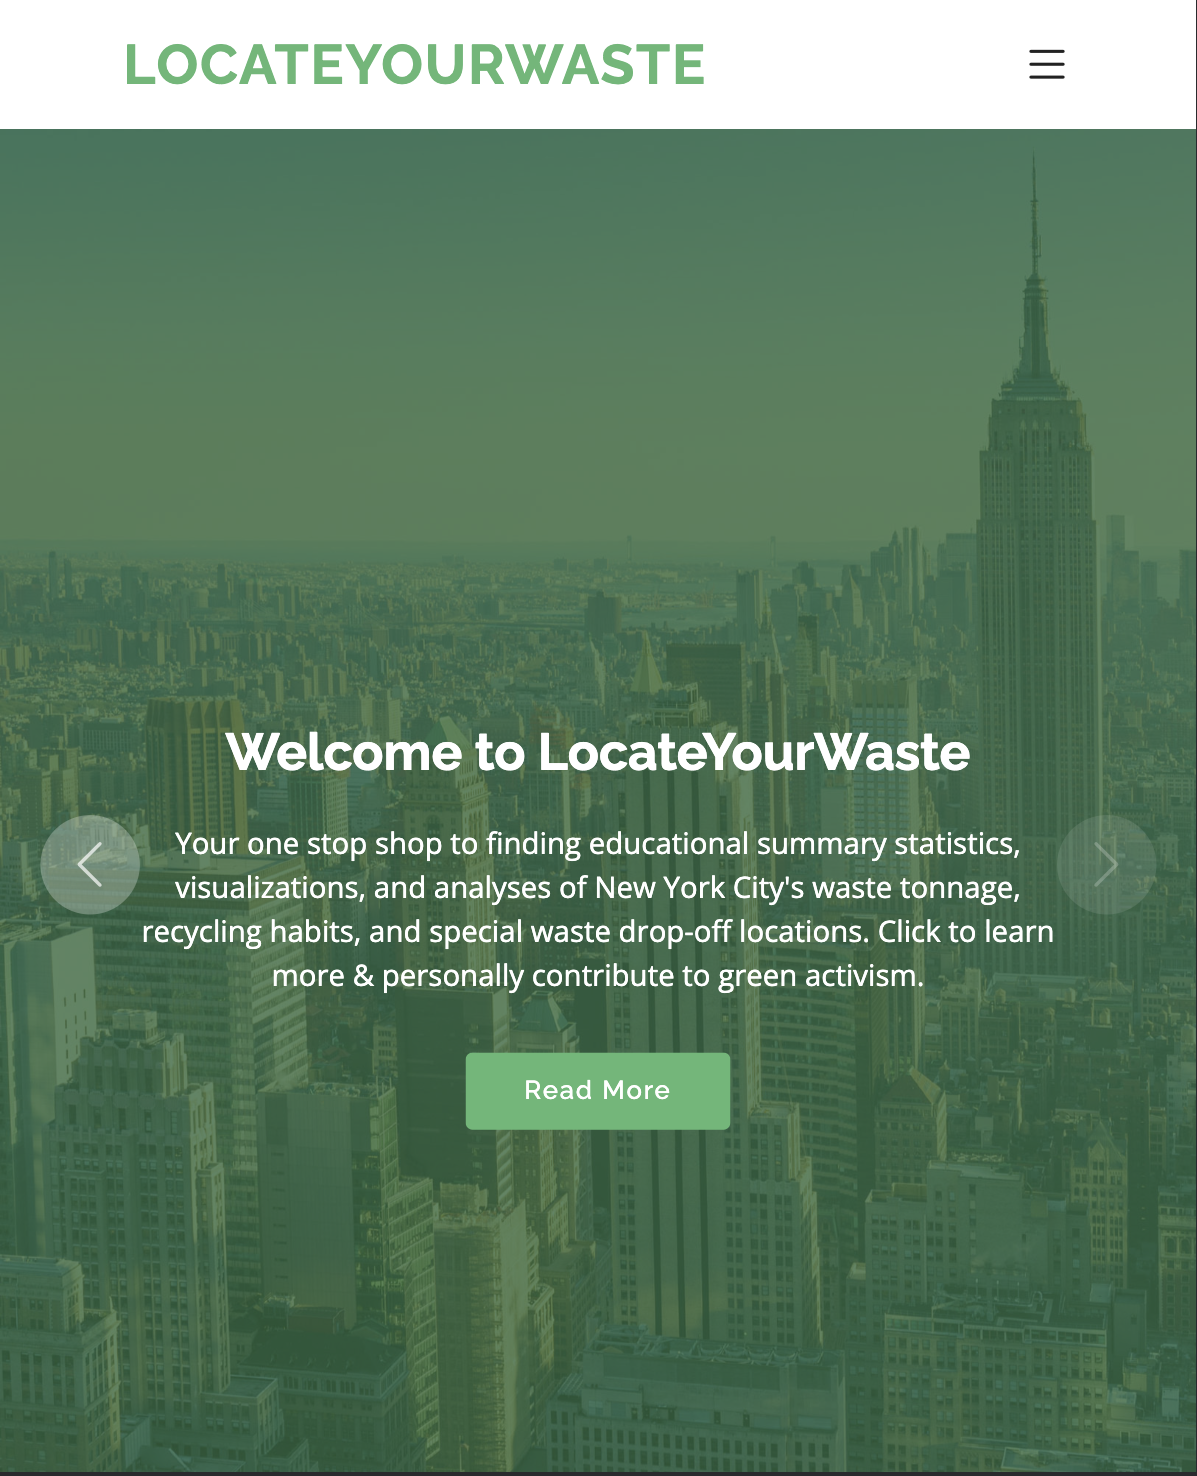 LOCATEYOURWASTE
Welcome to LocateYourWaste
Your one stop shop to finding educational summary statistics,
visualizations, and analyses of New York City's waste tonnage,
recycling habits, and special waste drop-off locations. Click to learn
more & personally contribute to green activism.
Read More